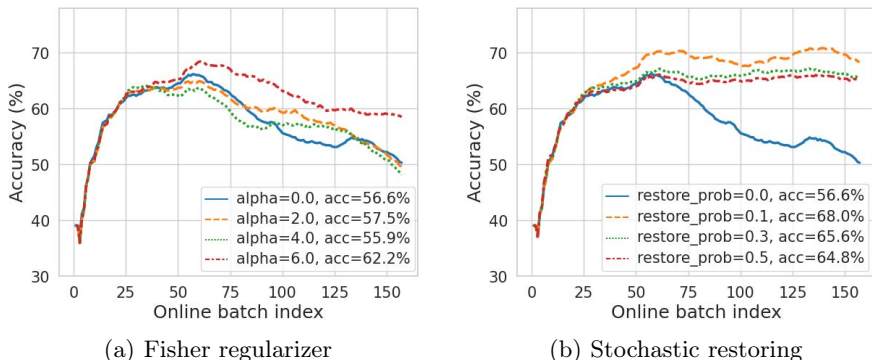 Accuracy (%)
70
60
50
40
30
alpha=0.0, acc=56.6%
alpha=2.0, acc=57.5%
alpha=4.0, acc=55.9%
alpha=6.0, acc=62.2%
0 25 50 75 100 125 150
Online batch index
(a) Fisher regularizer
Accuracy (%)
70
60
50
40
30
restore_prob=0.0, acc=56.6%
restore_prob=0.1, acc=68.0%
restore_prob=0.3, acc=65.6%
restore_prob=0.5, acc=64.8%
0 25 50 75 100 125 150
Online batch index
(b) Stochastic restoring